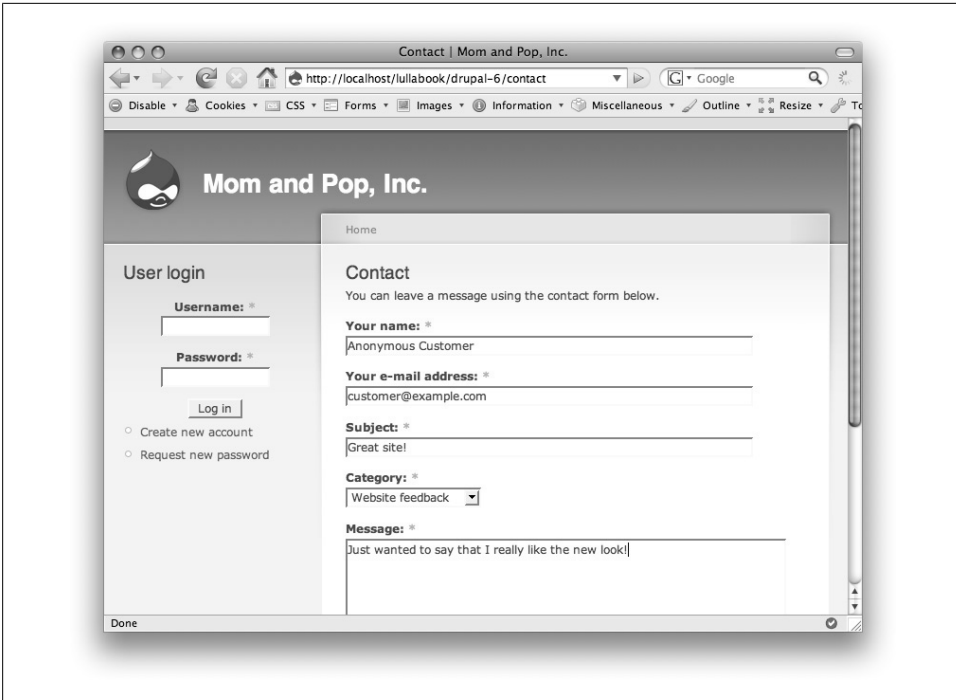 Contact | Mom and Pop, Inc.
http://localhost/lullabook/drupal-6/contact
G Google
Disable Cookies CSS Forms Images Information Miscellaneous Outline Resize To
Mom and Pop, Inc.
Home
User login
Username: *
Password: *
Log in
Create new account
Request new password
Contact
You can leave a message using the contact form below.
Your name: *
Anonymous Customer
Your e-mail address: *
customer@example.com
Subject: *
Great site!
Category: *
Website feedback
Message: *
Just wanted to say that I really like the new look!
Done